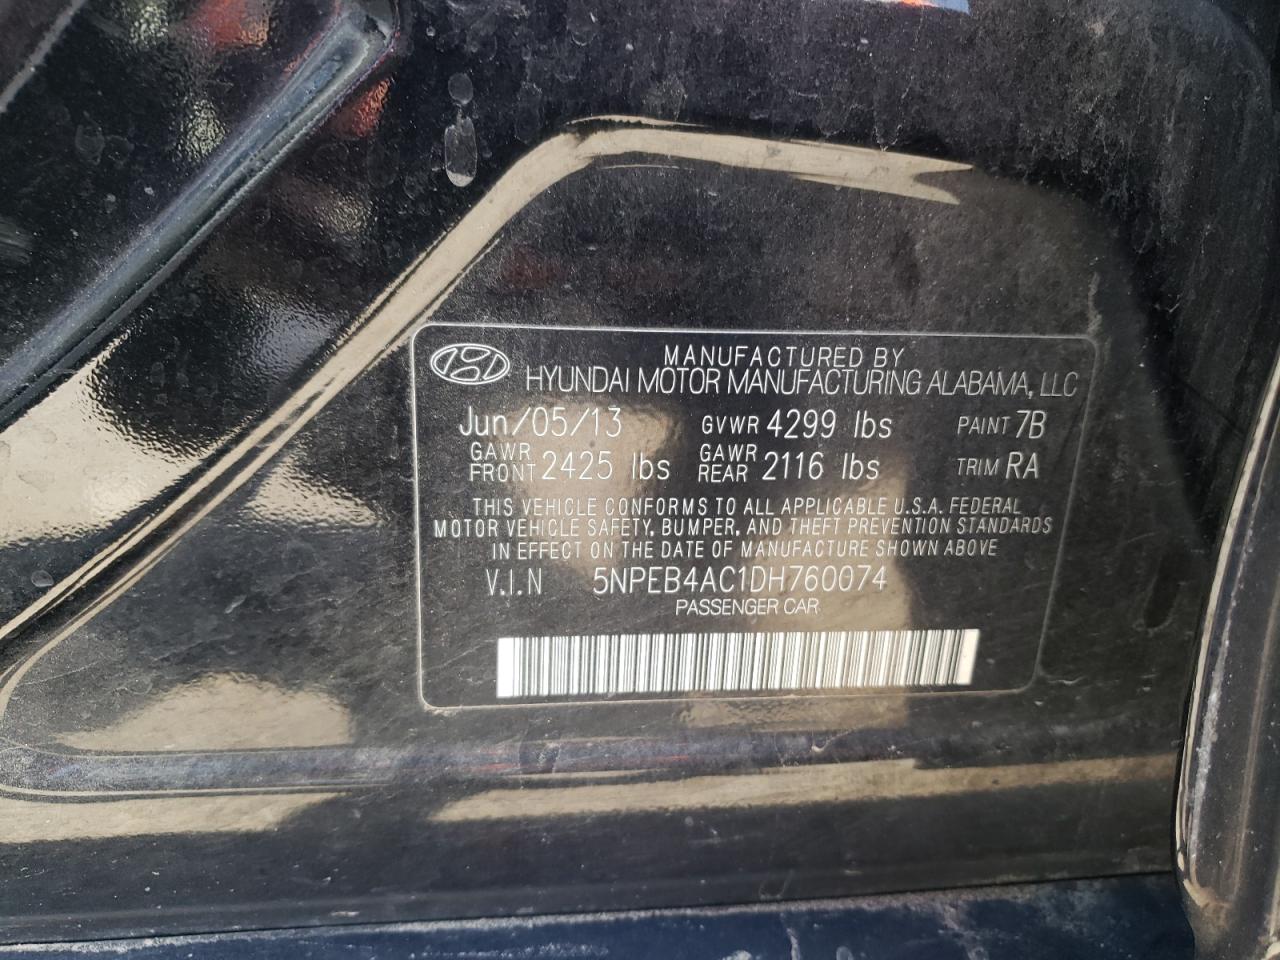 MANUFACTURED BY
HYUNDAI MOTOR MANUFACTURING ALABAMA, LLC
Jun/05/13 GVWR 4299 lbs PAINT 7B
GAWR FRONT 2425 lbs GAWR REAR 2116 lbs TRIM RA
THIS VEHICLE CONFORMS TO ALL APPLICABLE U.S.A. FEDERAL
MOTOR VEHICLE SAFETY, BUMPER, AND THEFT PREVENTION STANDARDS
IN EFFECT ON THE DATE OF MANUFACTURE SHOWN ABOVE
V.I.N 5NPEB4AC1DH760074
PASSENGER CAR